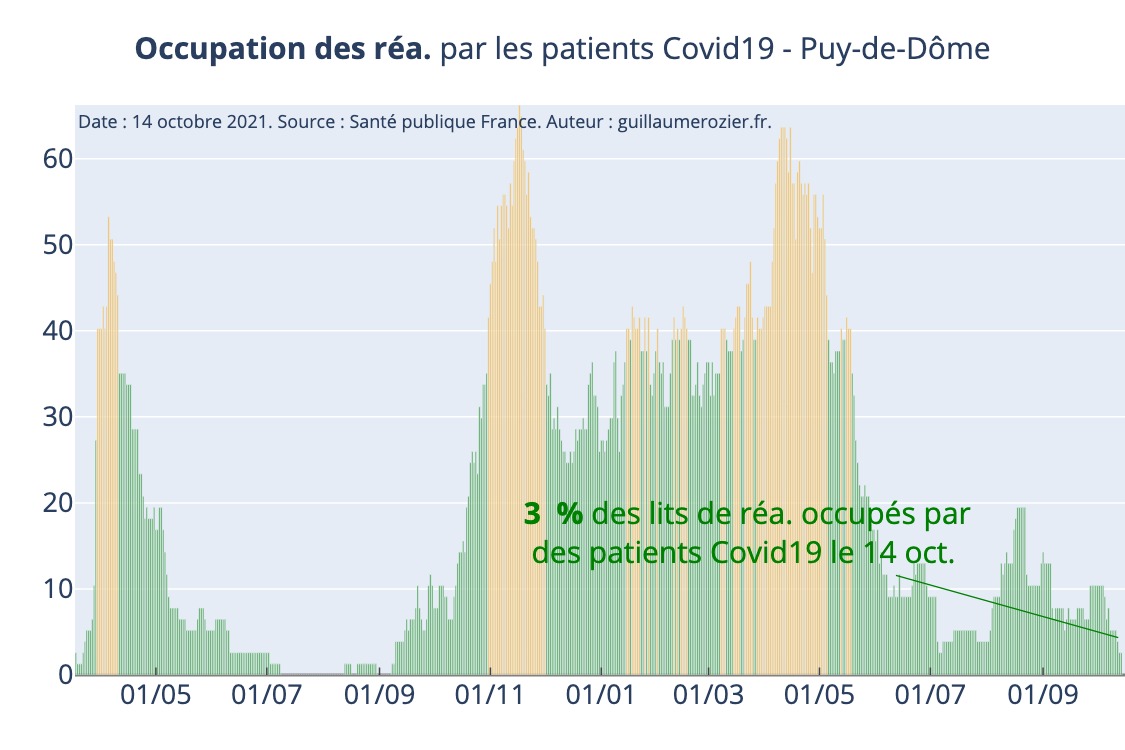 Occupation des réa. par les patients Covid19 - Puy-de-Dôme
Date : 14 octobre 2021. Source : Santé publique France. Auteur : guillaumerozier.fr.
60
50
40
30
20
10
0
3 % des lits de réa. occupés par
des patients Covid19 le 14 oct.
01/05 01/07 01/09 01/11 01/01 01/03 01/05 01/07 01/09